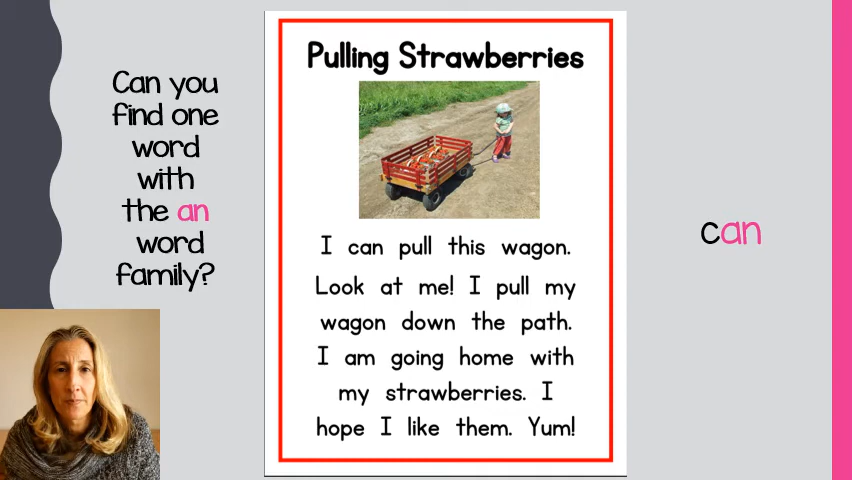 Can you
find one
word
with
the an
word
family?
Pulling Strawberries
I can pull this wagon.
Look at me! I pull my
wagon down the path.
I am going home with
my strawberries. I
hope I like them. Yum!
can